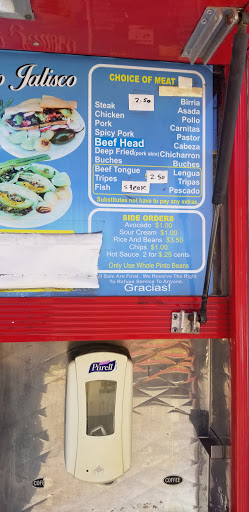 o Jalisco
CHOICE OF MEAT
Steak 2.50 Birria
Chicken Asada
Pork Pollo
Spicy Pork Carnitas
Beef Head Pastor
Deep Fried(pork skin) Cabeza
Buches Chicharron
Beef Tongue Buches
Tripes 2.50 Lengua
Fish Tripas
Pescado
Substitutes not have to pay any extras
SIDE ORDERS
Avocado $1.00
Sour Cream $1.00
Rice And Beans $3.50
Chips $1.00
Hot Sauce 2 for $.25 cents
Only Use Whole Pinto Beans
All Sale Are Final . We Reserve The Right
To Refuse Service To Anyone.
Gracias!
Purell
COFF
COFFEE